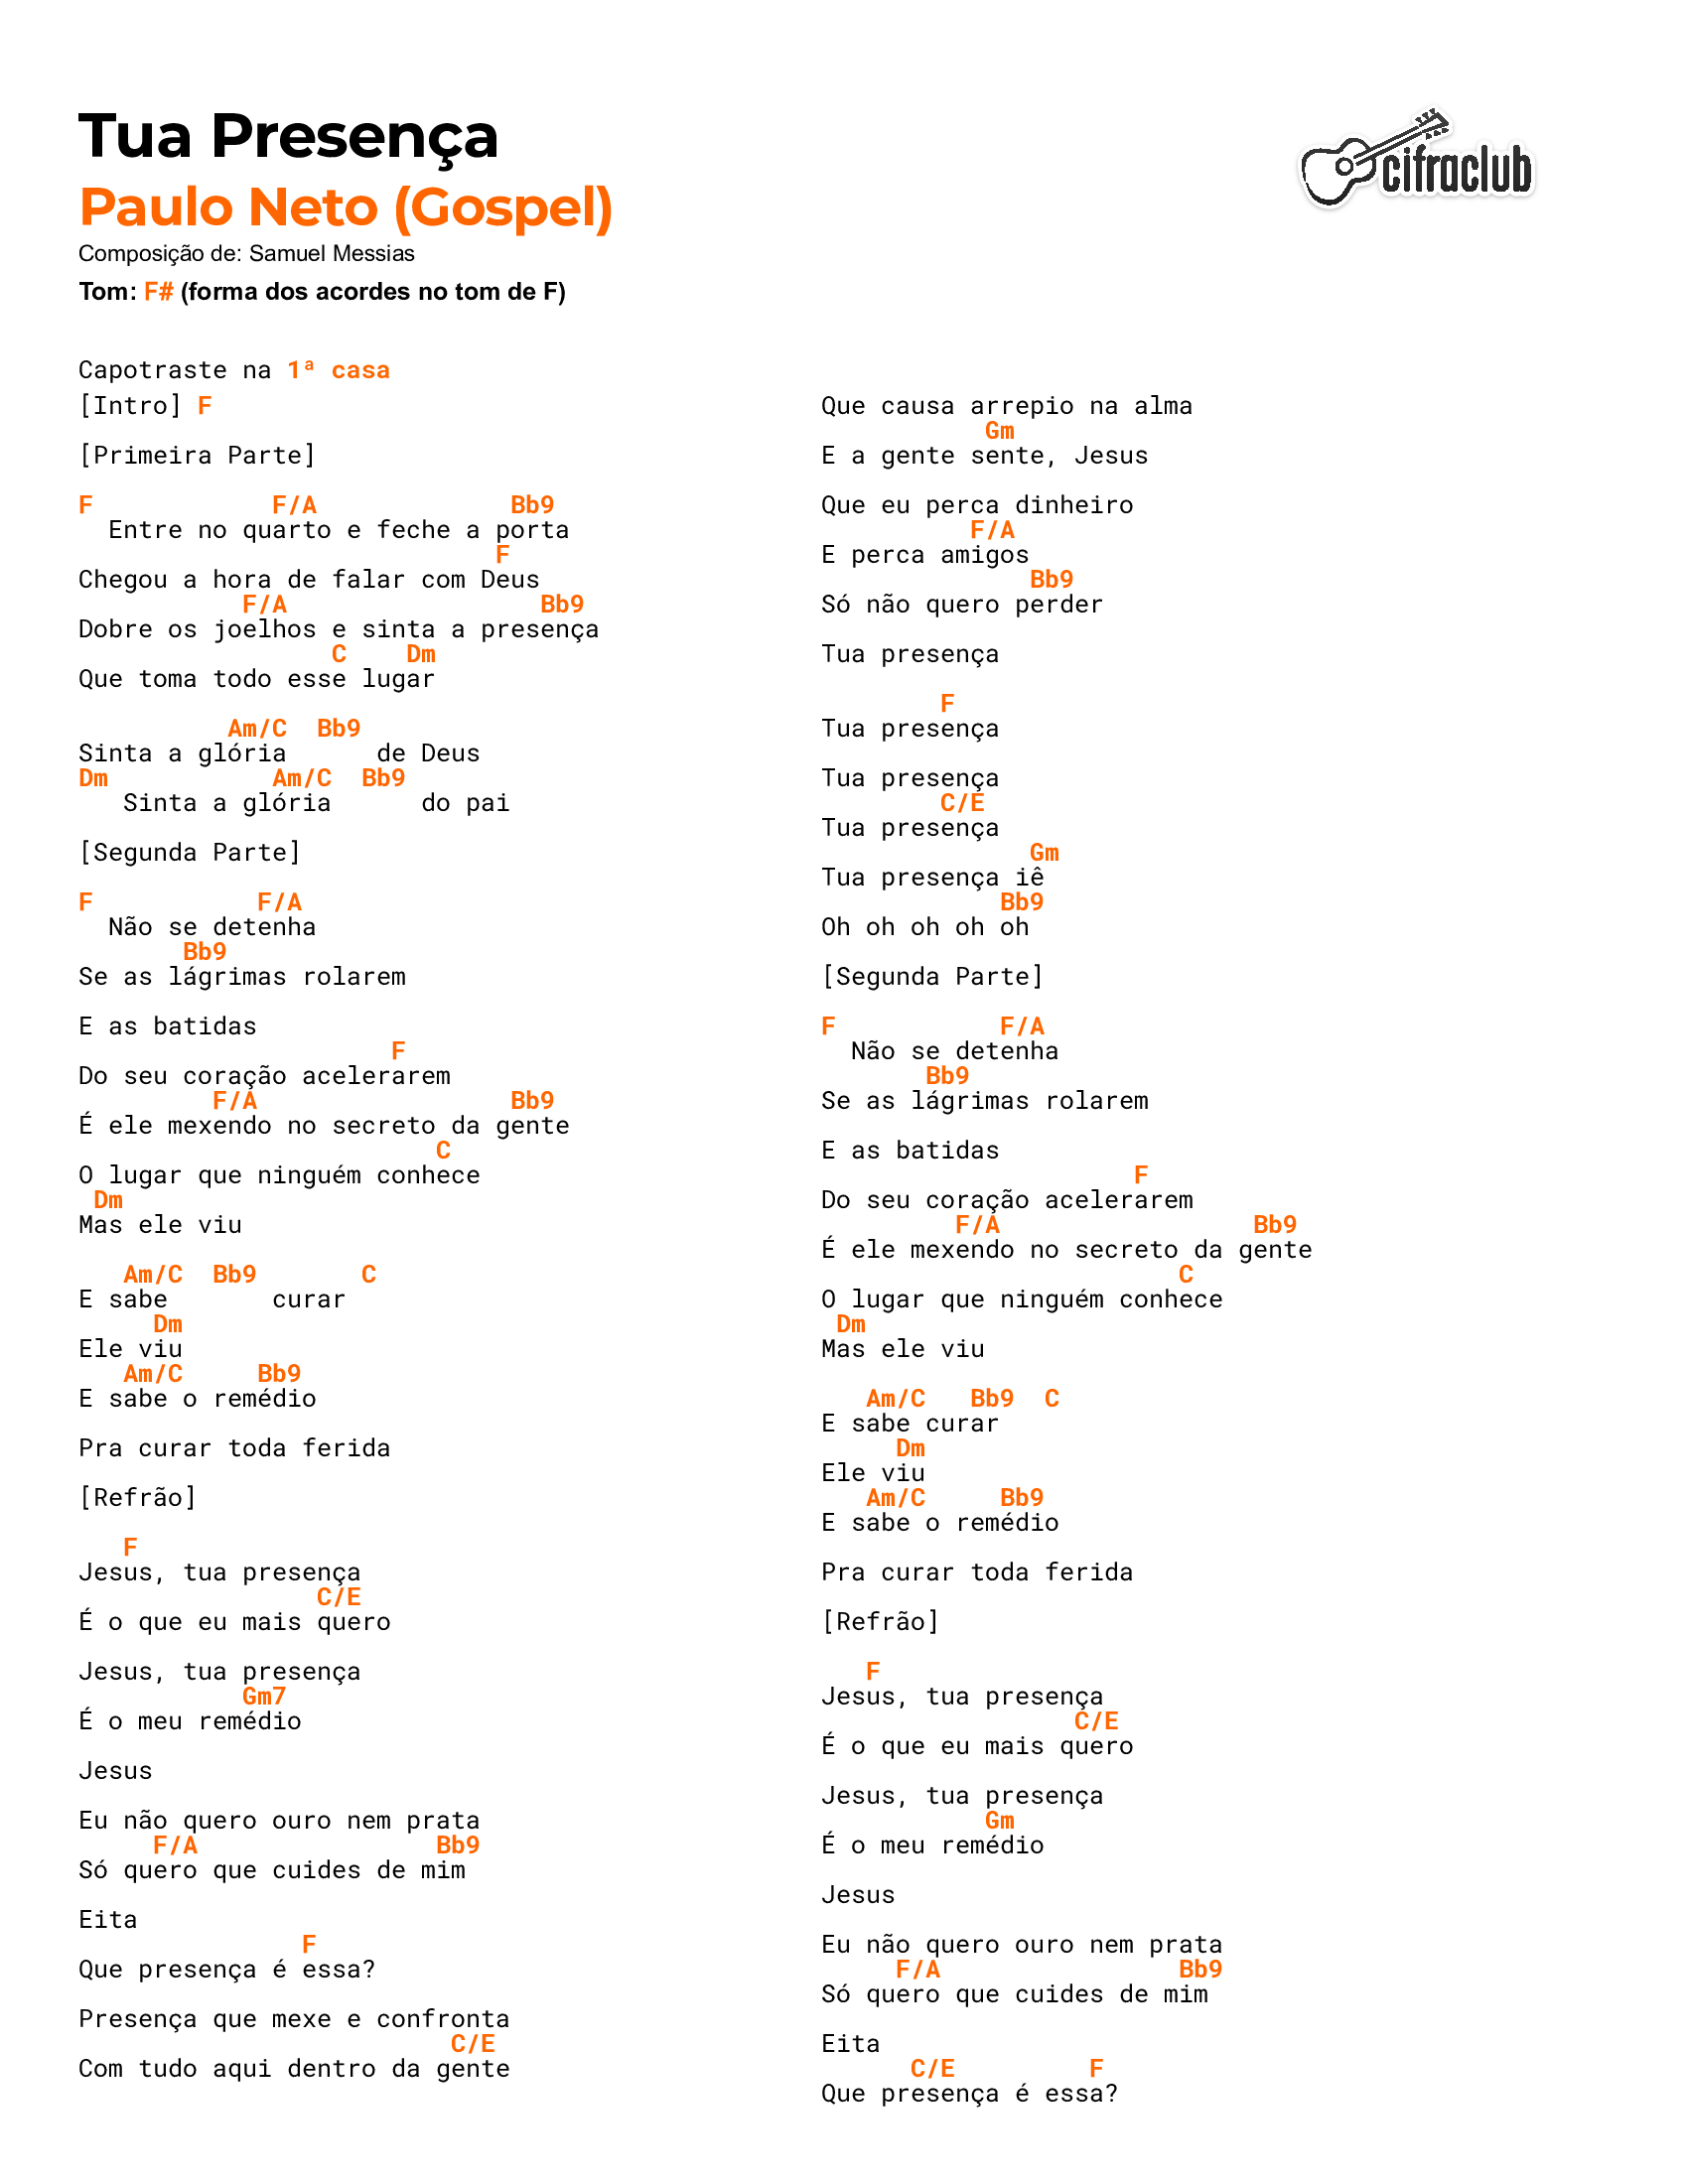 Tua Presença
Paulo Neto (Gospel)
Composição de: Samuel Messias
Tom: F# (forma dos acordes no tom de F)
cifraclub
Capotraste na 1ª casa
[Intro] F
[Primeira Parte]
F            F/A             Bb9
  Entre no quarto e feche a porta
                            F
Chegou a hora de falar com Deus
           F/A                 Bb9
Dobre os joelhos e sinta a presença
                 C    Dm
Que toma todo esse lugar
          Am/C  Bb9
Sinta a glória      de Deus
Dm           Am/C  Bb9
   Sinta a glória      do pai
[Segunda Parte]
F           F/A
  Não se detenha
       Bb9
Se as lágrimas rolarem
E as batidas
                     F
Do seu coração acelerarem
         F/A                 Bb9
É ele mexendo no secreto da gente
                        C
O lugar que ninguém conhece
 Dm
Mas ele viu
   Am/C  Bb9       C
E sabe       curar
     Dm
Ele viu
   Am/C     Bb9
E sabe o remédio
Pra curar toda ferida
[Refrão]
   F
Jesus, tua presença
                C/E
É o que eu mais quero
Jesus, tua presença
           Gm7
É o meu remédio
Jesus
Eu não quero ouro nem prata
     F/A                Bb9
Só quero que cuides de mim
Eita
               F
Que presença é essa?
Presença que mexe e confronta
                         C/E
Com tudo aqui dentro da gente
Que causa arrepio na alma
           Gm
E a gente sente, Jesus
Que eu perca dinheiro
          F/A
E perca amigos
              Bb9
Só não quero perder
Tua presença
        F
Tua presença
Tua presença
        C/E
Tua presença
              Gm
Tua presença iê
            Bb9
Oh oh oh oh oh
[Segunda Parte]
F           F/A
  Não se detenha
       Bb9
Se as lágrimas rolarem
E as batidas
                     F
Do seu coração acelerarem
         F/A                 Bb9
É ele mexendo no secreto da gente
                        C
O lugar que ninguém conhece
 Dm
Mas ele viu
   Am/C   Bb9  C
E sabe curar
     Dm
Ele viu
   Am/C     Bb9
E sabe o remédio
Pra curar toda ferida
[Refrão]
   F
Jesus, tua presença
                 C/E
É o que eu mais quero
Jesus, tua presença
           Gm
É o meu remédio
Jesus
Eu não quero ouro nem prata
     F/A                Bb9
Só quero que cuides de mim
Eita
      C/E         F
Que presença é essa?